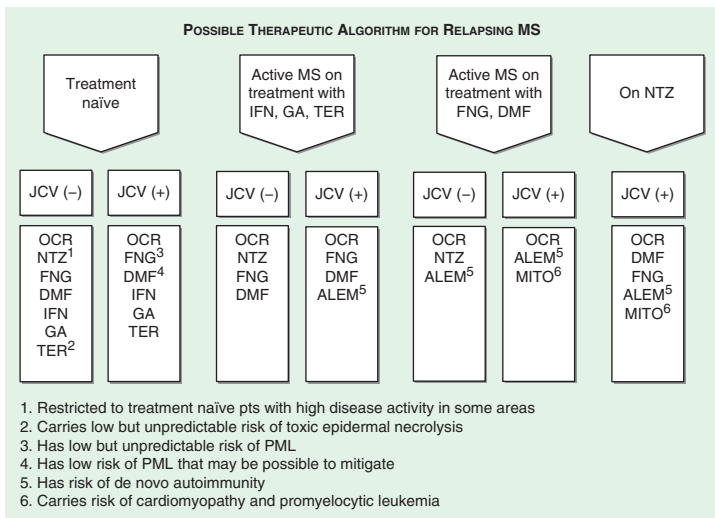 POSSIBLE THERAPEUTIC ALGORITHM FOR RELAPSING MS
Treatment
naïve
Active MS on
treatment with
IFN, GA, TER
Active MS on
treatment with
FNG, DMF
On NTZ
JCV (–)
JCV (+)
JCV (–)
JCV (+)
JCV (–)
JCV (+)
JCV (+)
OCR
NTZ1
FNG
DMF
IFN
GA
TER2
OCR
FNG3
DMF4
IFN
GA
TER
OCR
NTZ
FNG
DMF
OCR
FNG
DMF
ALEM5
OCR
NTZ
ALEM5
OCR
ALEM5
MITO6
OCR
DMF
FNG
ALEM5
MITO6
1. Restricted to treatment naïve pts with high disease activity in some areas
2. Carries low but unpredictable risk of toxic epidermal necrolysis
3. Has low but unpredictable risk of PML
4. Has low risk of PML that may be possible to mitigate
5. Has risk of de novo autoimmunity
6. Carries risk of cardiomyopathy and promyelocytic leukemia